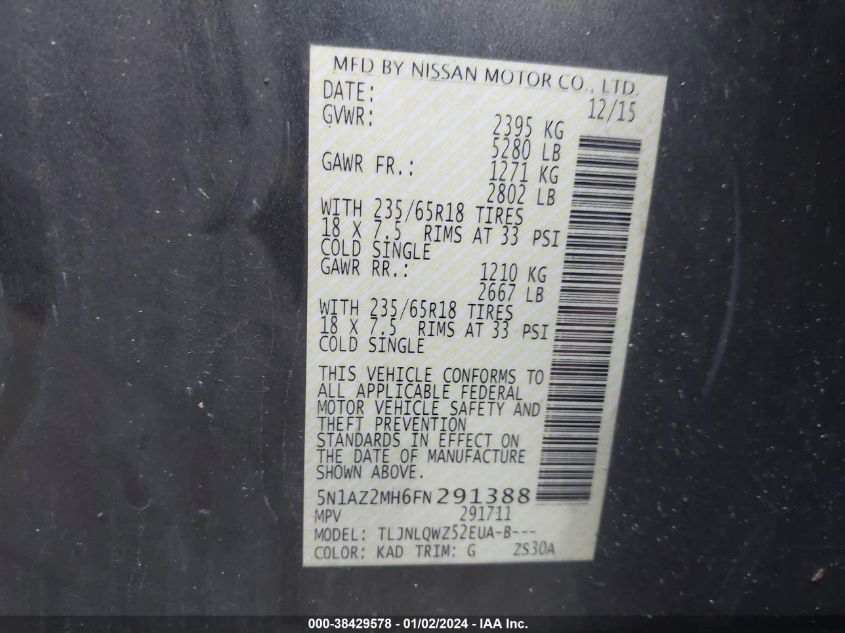 MFD BY NISSAN MOTOR CO., LTD.
DATE: 12/15
GVWR: 2395 KG
5280 LB
GAWR FR.: 1271 KG
2802 LB
WITH 235/65R18 TIRES
18 X 7.5 RIMS AT 33 PSI
COLD SINGLE
GAWR RR.: 1210 KG
2667 LB
WITH 235/65R18 TIRES
18 X 7.5 RIMS AT 33 PSI
COLD SINGLE
THIS VEHICLE CONFORMS TO
ALL APPLICABLE FEDERAL
MOTOR VEHICLE SAFETY AND
THEFT PREVENTION
STANDARDS IN EFFECT ON
THE DATE OF MANUFACTURE
SHOWN ABOVE.
5N1AZ2MH6FN291388
MPV 291711
MODEL: TLJNLQWZ52EUA-B---
COLOR: KAD TRIM: G ZS30A
000-38429578 - 01/02/2024 - IAA Inc.